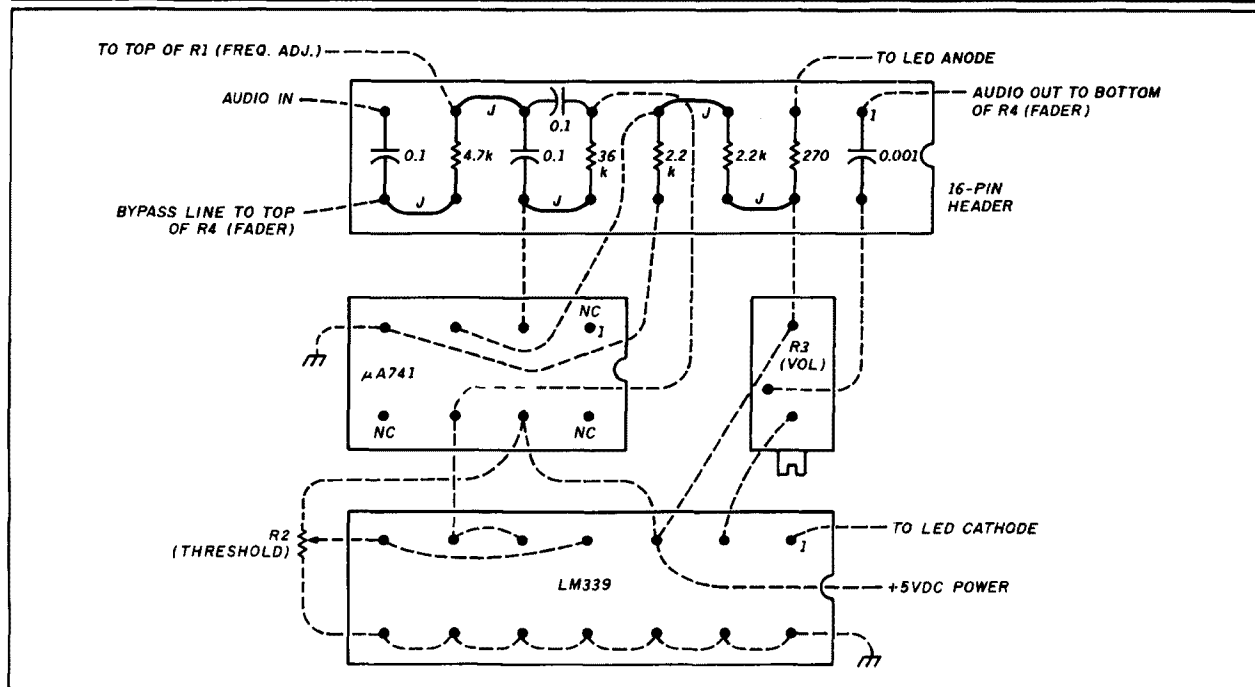 TO TOP OF R1 (FREQ. ADJ.)
TO LED ANODE
AUDIO IN
AUDIO OUT TO BOTTOM
OF R4 (FADER)
J
0.1
J
1
0.1
4.7k
0.1
36
k
2.2
k
2.2k
270
0.001
J
J
J
16-PIN
HEADER
BYPASS LINE TO TOP
OF R4 (FADER)
NC
1
μA741
NC
NC
R3
(VOL)
R2
(THRESHOLD)
1
TO LED CATHODE
LM339
+5VDC POWER